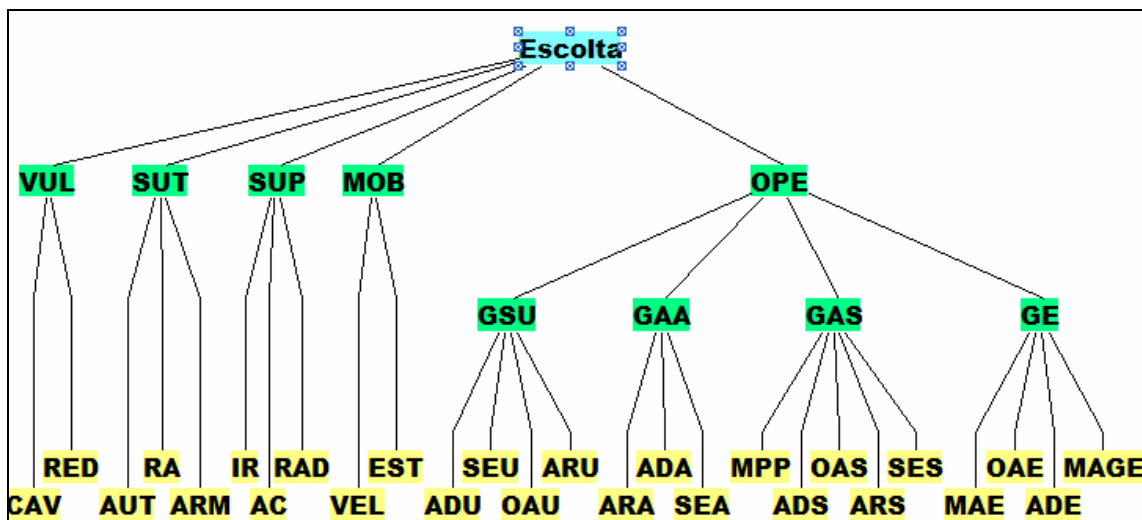 Escolta
VUL SUT SUP MOB OPE
GSU GAA GAS GE
RED RA IR RAD EST SEU ARU ADA MPP OAS SES OAE MAGE
CAV AUT ARM AC VEL ADU OAU ARA SEA ADS ARS MAE ADE